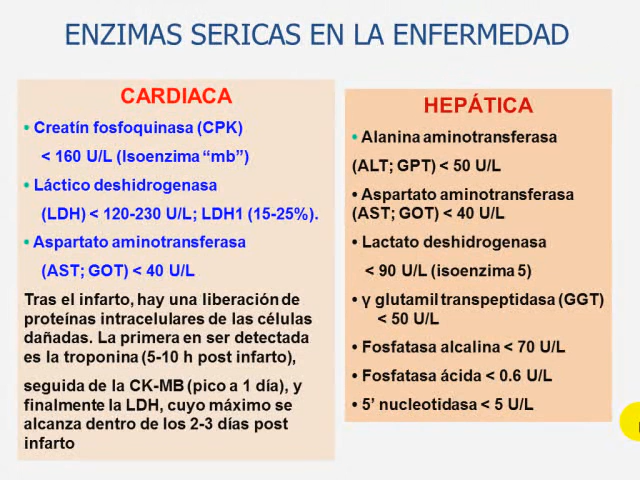 ENZIMAS SERICAS EN LA ENFERMEDAD
CARDIACA
• Creatín fosfoquinasa (CPK)
< 160 U/L (Isoenzima “mb”)
• Láctico deshidrogenasa
(LDH) < 120-230 U/L; LDH1 (15-25%).
• Aspartato aminotransferasa
(AST; GOT) < 40 U/L
Tras el infarto, hay una liberación de
proteínas intracelulares de las células
dañadas. La primera en ser detectada
es la troponina (5-10 h post infarto),
seguida de la CK-MB (pico a 1 día), y
finalmente la LDH, cuyo máximo se
alcanza dentro de los 2-3 días post
infarto
HEPÁTICA
• Alanina aminotransferasa
(ALT; GPT) < 50 U/L
• Aspartato aminotransferasa
(AST; GOT) < 40 U/L
• Lactato deshidrogenasa
< 90 U/L (isoenzima 5)
• γ glutamil transpeptidasa (GGT)
< 50 U/L
• Fosfatasa alcalina < 70 U/L
• Fosfatasa ácida < 0.6 U/L
• 5’ nucleotidasa < 5 U/L